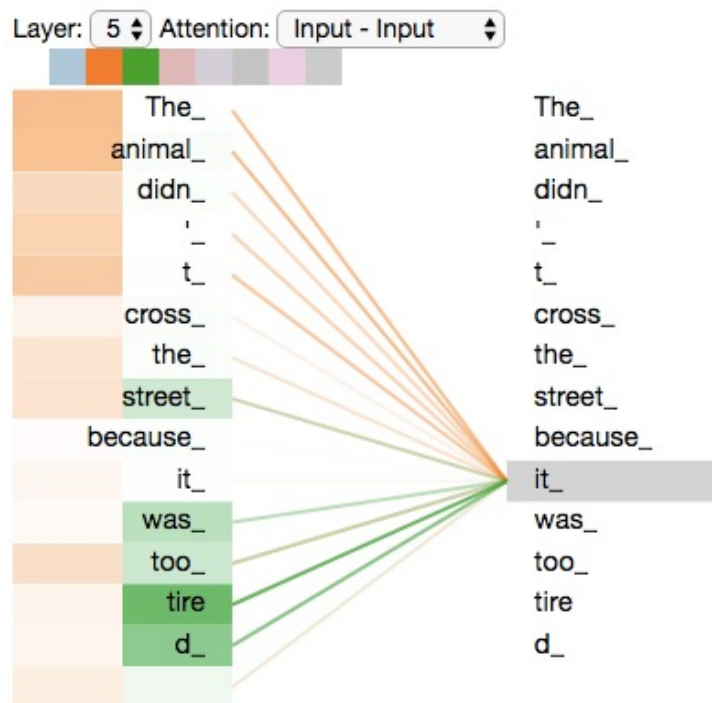 Layer: 5 Attention: Input - Input
The_ The_
animal_ animal_
didn_ didn_
'_ '_
t_ t_
cross_ cross_
the_ the_
street_ street_
because_ because_
it_ it_
was_ was_
too_ too_
tire tire
d_ d_